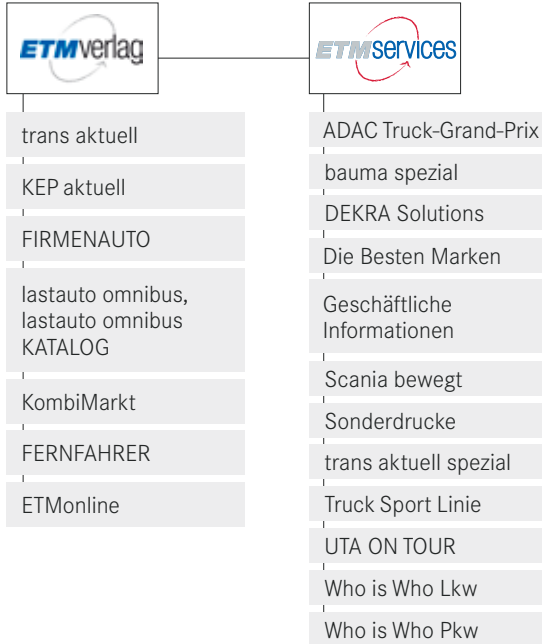 ETMverlag
trans aktuell
KEP aktuell
FIRMENAUTO
lastauto omnibus,
lastauto omnibus
KATALOG
KombiMarkt
FERNFAHRER
ETMonline
ETMservices
ADAC Truck-Grand-Prix
bauma spezial
DEKRA Solutions
Die Besten Marken
Geschäftliche
Informationen
Scania bewegt
Sonderdrucke
trans aktuell spezial
Truck Sport Linie
UTA ON TOUR
Who is Who Lkw
Who is Who Pkw